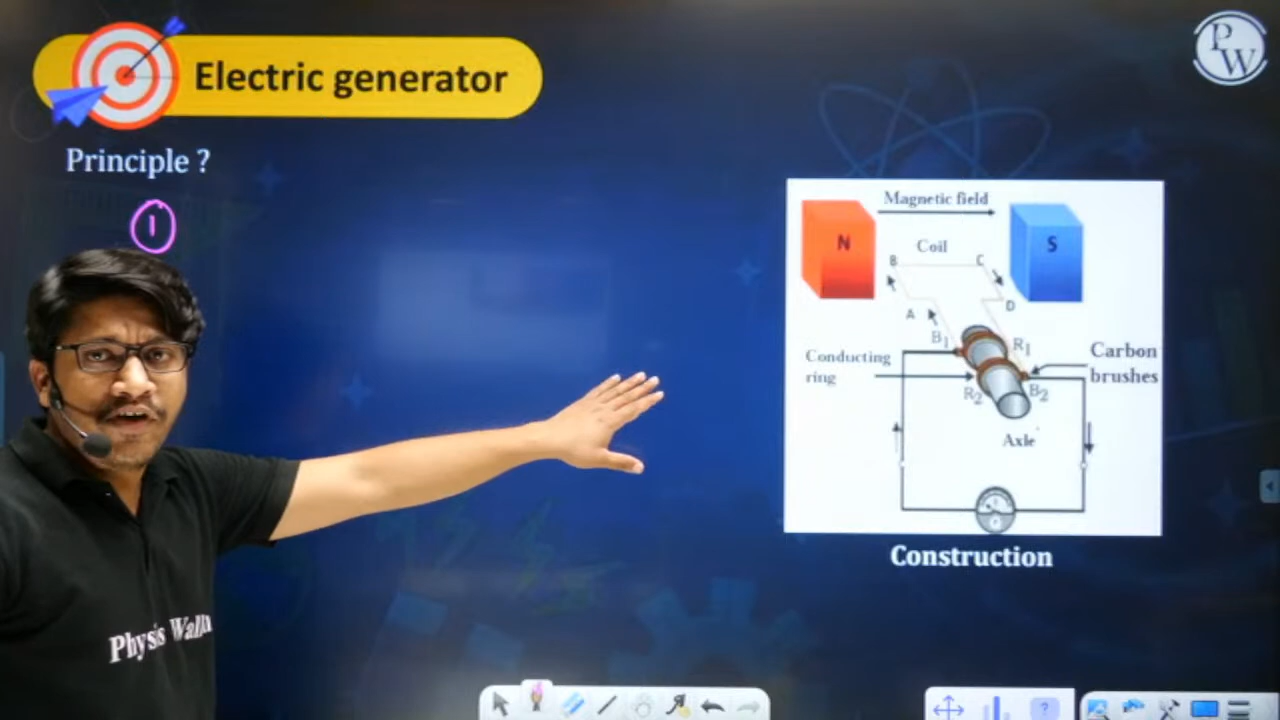 Electric generator
P
W
Principle ?
1
Magnetic field
N
S
Coil
B
C
A
D
B1
R1
Conducting
ring
Carbon
brushes
R2
B2
Axle
Construction
Physics Wallah
?